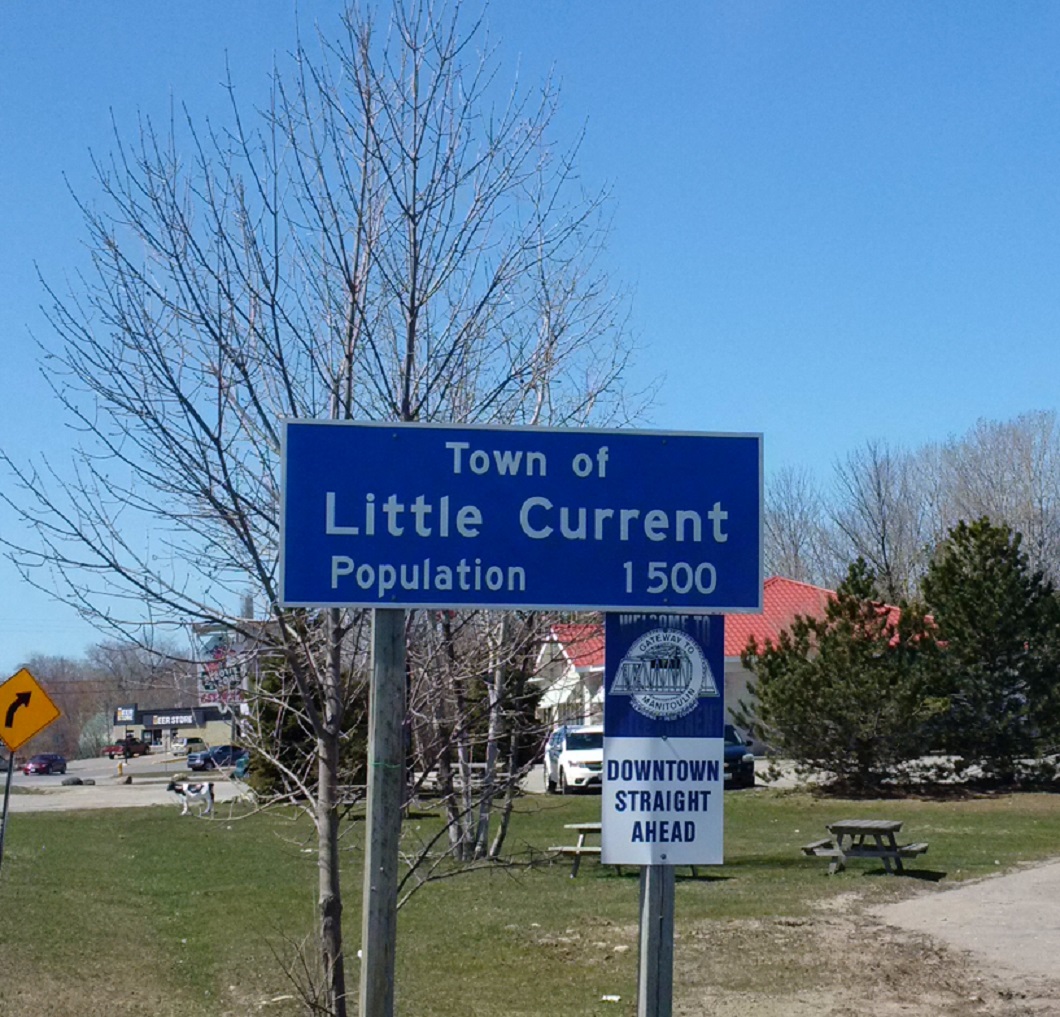 Town of
Little Current
Population 1500
WELCOME TO
GATEWAY TO
MANITOULIN
DOWNTOWN
STRAIGHT
AHEAD
BEER STORE